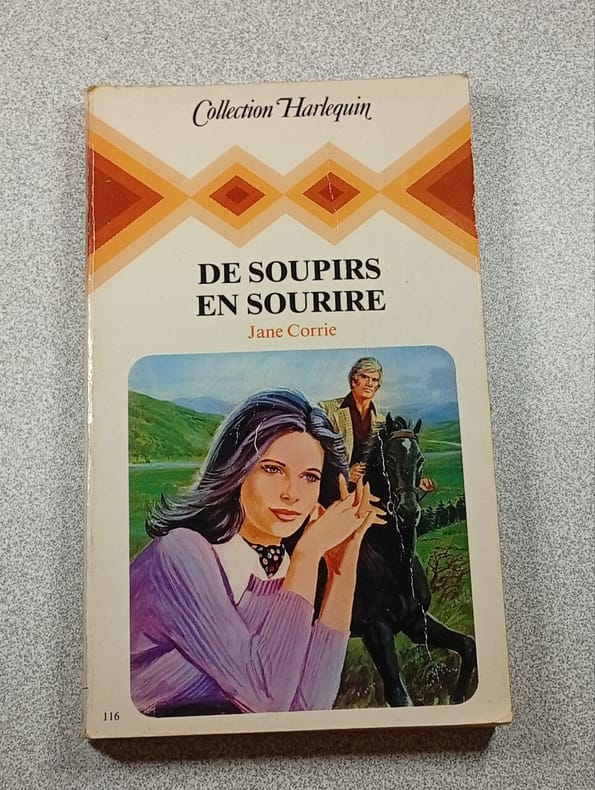 Collection Harlequin
DE SOUPIRS
EN SOURIRE
Jane Corrie
116